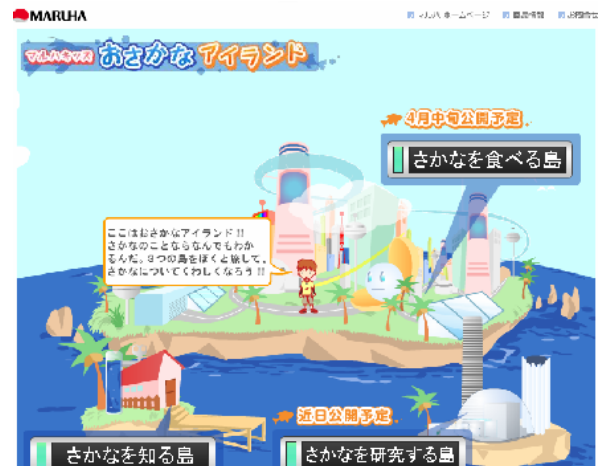 MARUHA
マルハ ホームページ
商品情報
お問合せ
マルハキッズ おさかなアイランド
4月中旬公開予定
さかなを食べる島
ここはおさかなアイランド!!
さかなのことならなんでもわか
るんだ。3つの島をぼくと旅して、
さかなについてくわしくなろう!!
近日公開予定
さかなを知る島
さかなを研究する島